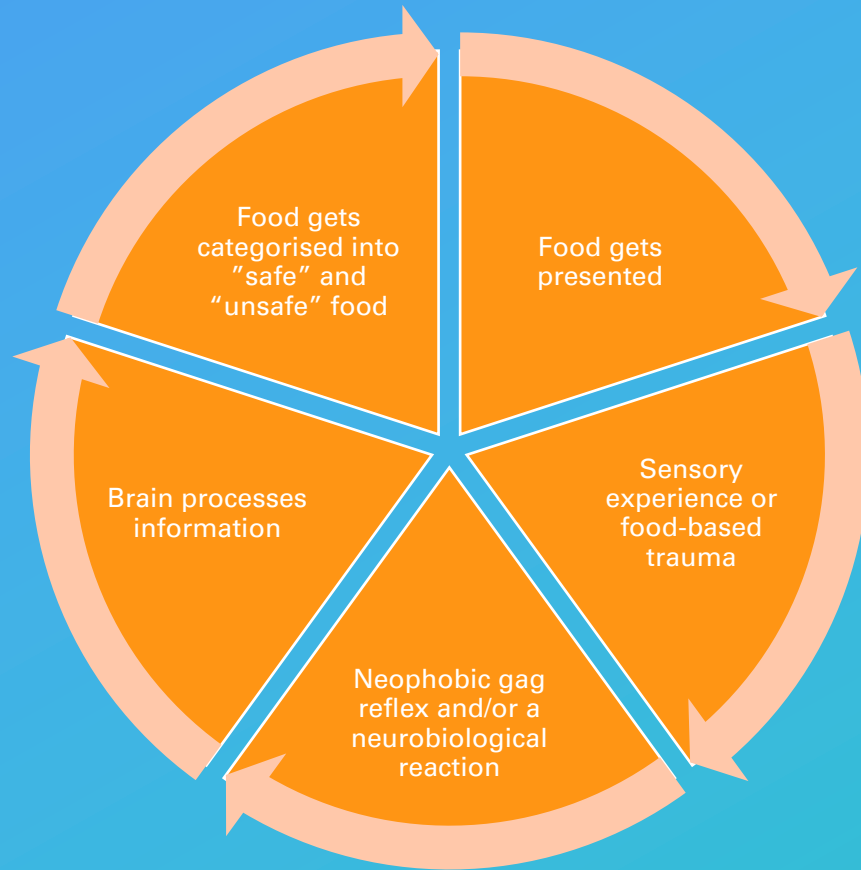 Food gets
presented
Sensory
experience or
food-based
trauma
Neophobic gag
reflex and/or a
neurobiological
reaction
Brain processes
information
Food gets
categorised into
”safe” and
“unsafe” food